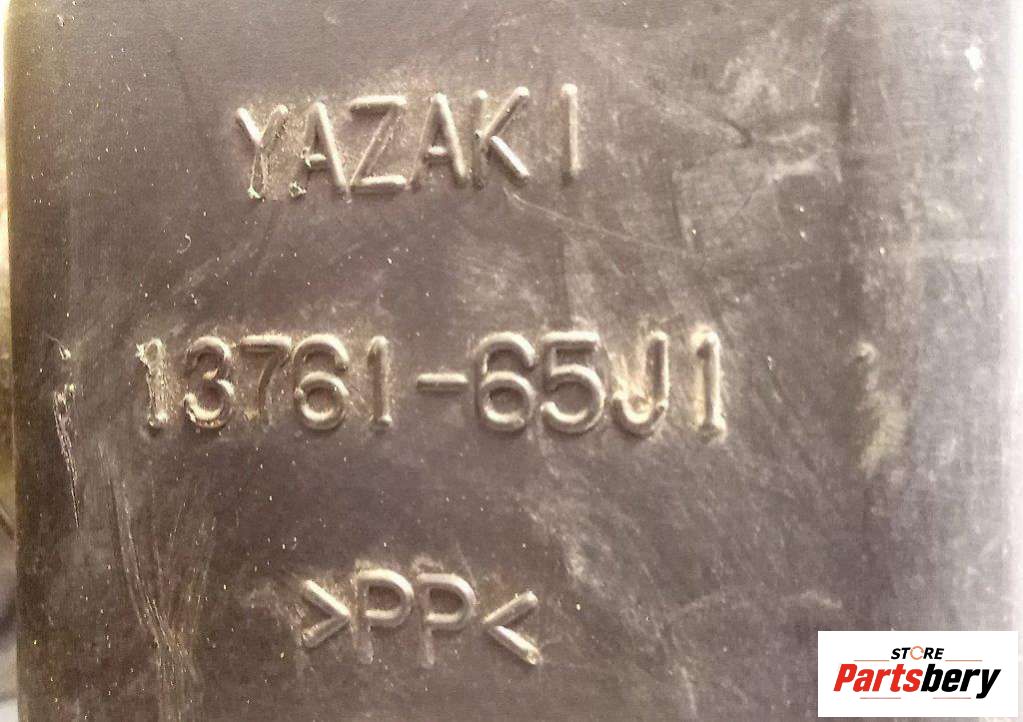 YAZAKI
13761-65J1
>PP<
STORE
Partsbery